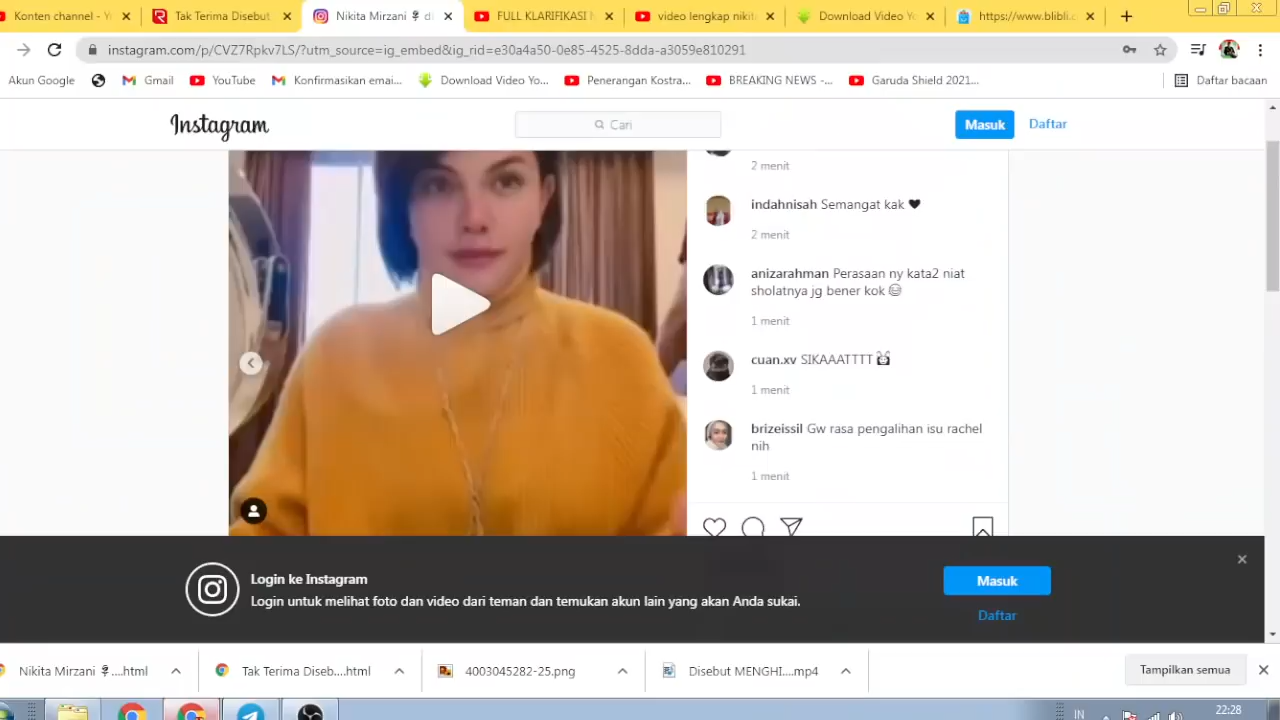 Konten channel - Y
Tak Terima Disebut
Nikita Mirzani
FULL KLARIFIKASI
video lengkap nikit
Download Video Yo
https://www.blibli.c
instagram.com/p/CVZ7Rpkv7LS/?utm_source=ig_embed&ig_rid=e30a4a50-0e85-4525-8dda-a3059e810291
Akun Google
Gmail
YouTube
Konfirmasikan emai...
Download Video Yo...
Penerangan Kostra...
BREAKING NEWS -...
Garuda Shield 2021...
Daftar bacaan
Instagram
Cari
Masuk
Daftar
2 menit
indahnisah Semangat kak 🖤
2 menit
anizarahman Perasaan ny kata2 niat
sholatnya jg bener kok 😅
1 menit
cuan.xv SIKAAATTTT
1 menit
brizeissil Gw rasa pengalihan isu rachel
nih
1 menit
Login ke Instagram
Login untuk melihat foto dan video dari teman dan temukan akun lain yang akan Anda sukai.
Masuk
Daftar
Nikita Mirzani ....html
Tak Terima Diseb....html
4003045282-25.png
Disebut MENGHI....mp4
Tampilkan semua
IN
22:28